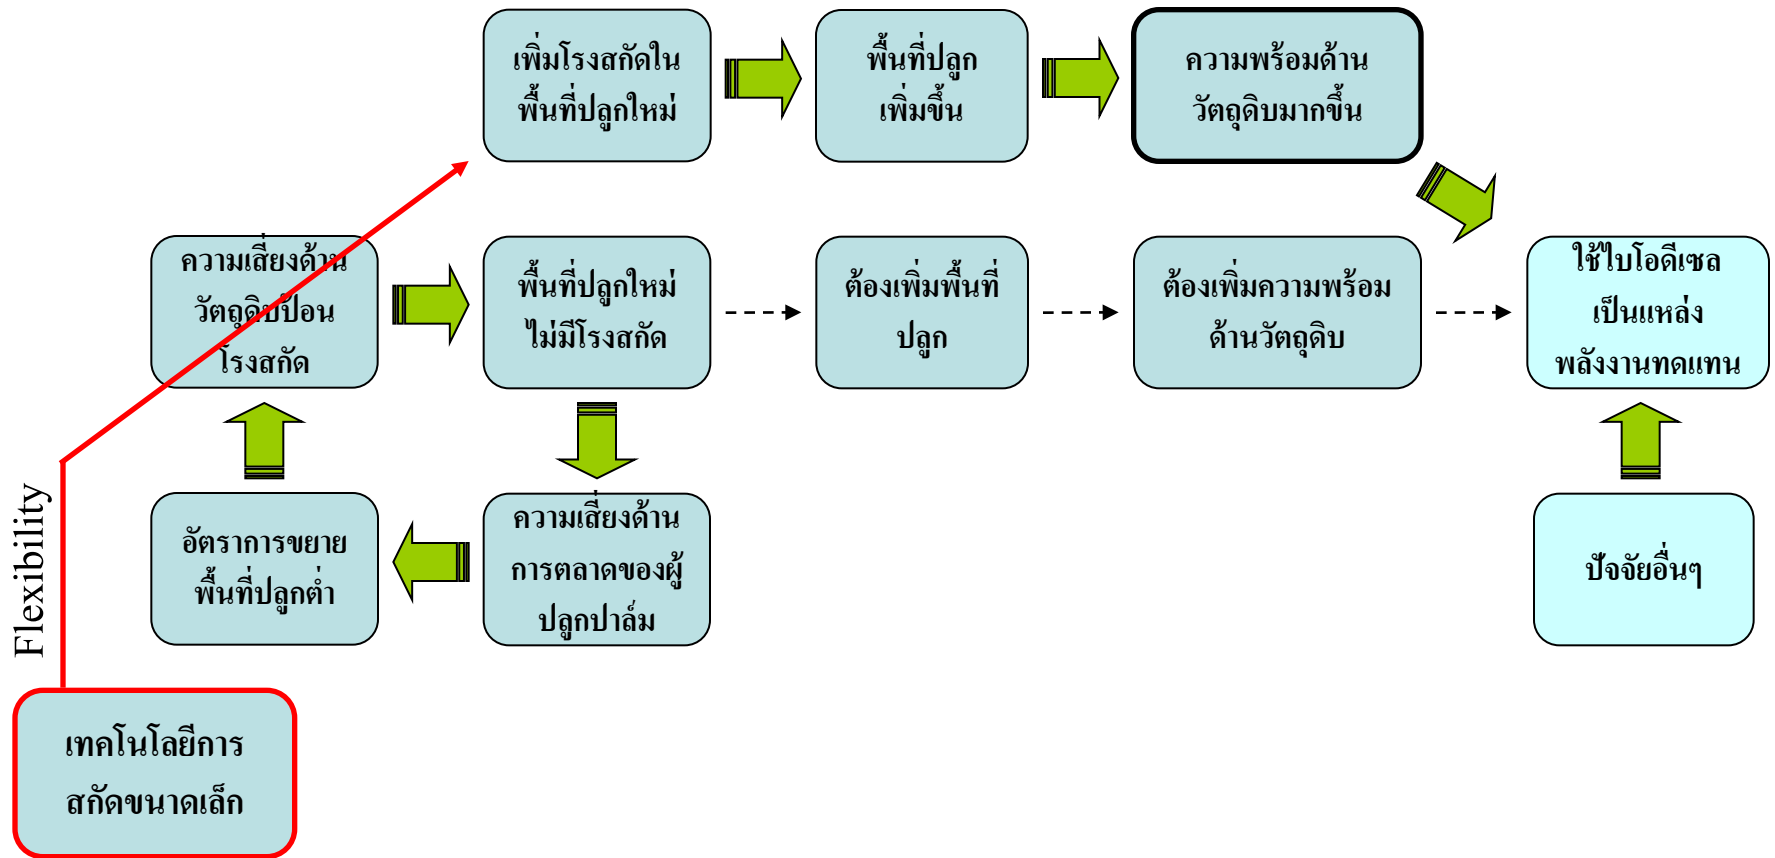 เพิ่มโรงสกัดใน
พื้นที่ปลูกใหม่
พื้นที่ปลูก
เพิ่มขึ้น
ความพร้อมด้าน
วัตถุดิบมากขึ้น
ความเสี่ยงด้าน
วัตถุดิบป้อน
โรงสกัด
พื้นที่ปลูกใหม่
ไม่มีโรงสกัด
ต้องเพิ่มพื้นที่
ปลูก
ต้องเพิ่มความพร้อม
ด้านวัตถุดิบ
ใช้ไบโอดีเซล
เป็นแหล่ง
พลังงานทดแทน
อัตราการขยาย
พื้นที่ปลูกต่ำ
ความเสี่ยงด้าน
การตลาดของผู้
ปลูกปาล์ม
ปัจจัยอื่นๆ
Flexibility
เทคโนโลยีการ
สกัดขนาดเล็ก